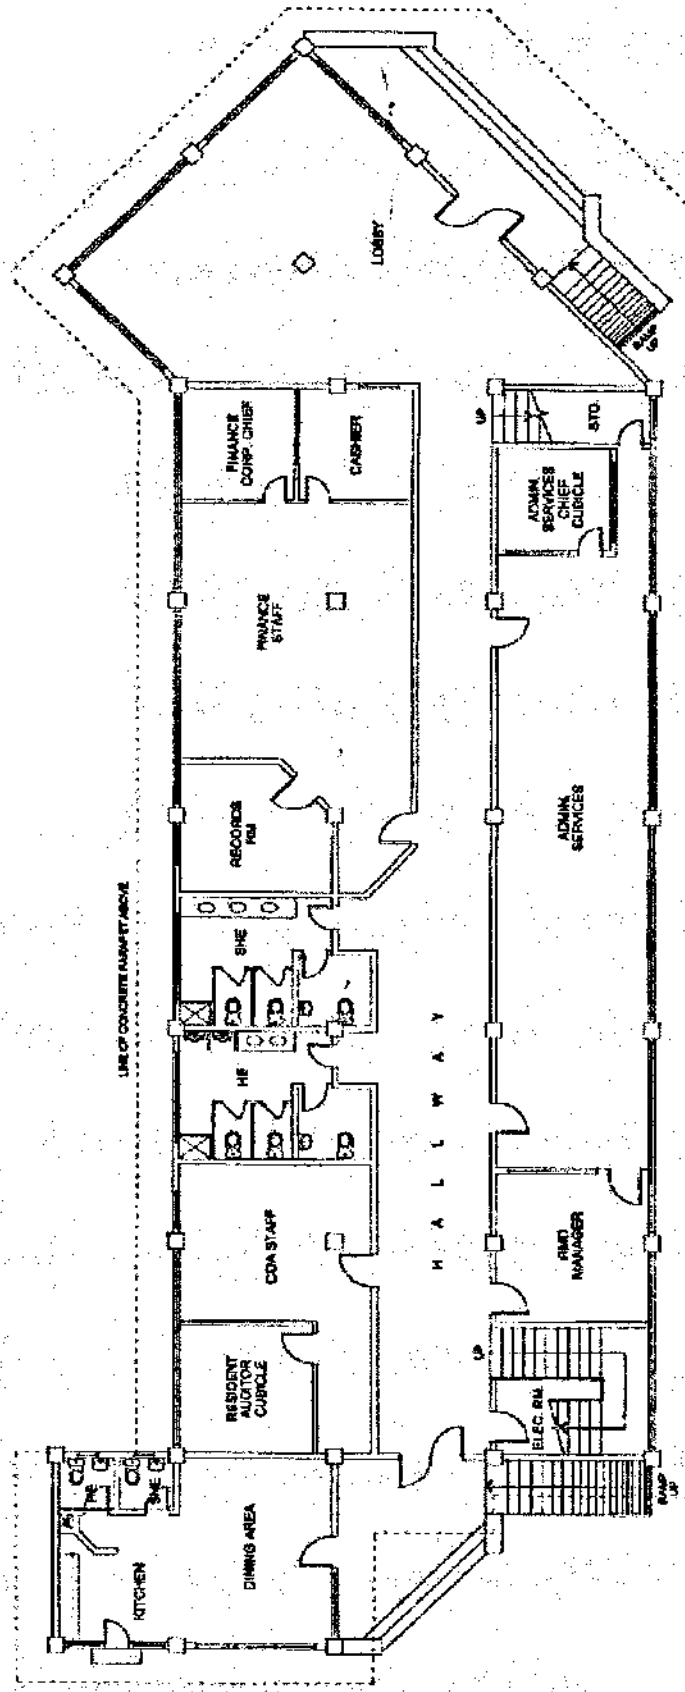 LOBBY
RAMP
UP
FINANCE
CORP. CHIEF
CASHIER
UP
STO.
ADMIN.
SERVICES
CHIEF
CUBICLE
FINANCE
STAFF
RECORDS
RM
ADMIN.
SERVICES
LINE OF CONCRETE PARAPET ABOVE
SHE
HE
HALLWAY
COA STAFF
RMD
MANAGER
RESIDENT
AUDITOR
CUBICLE
UP
ELEC. RM.
RAMP
UP
HE
SHE
KITCHEN
DINING AREA